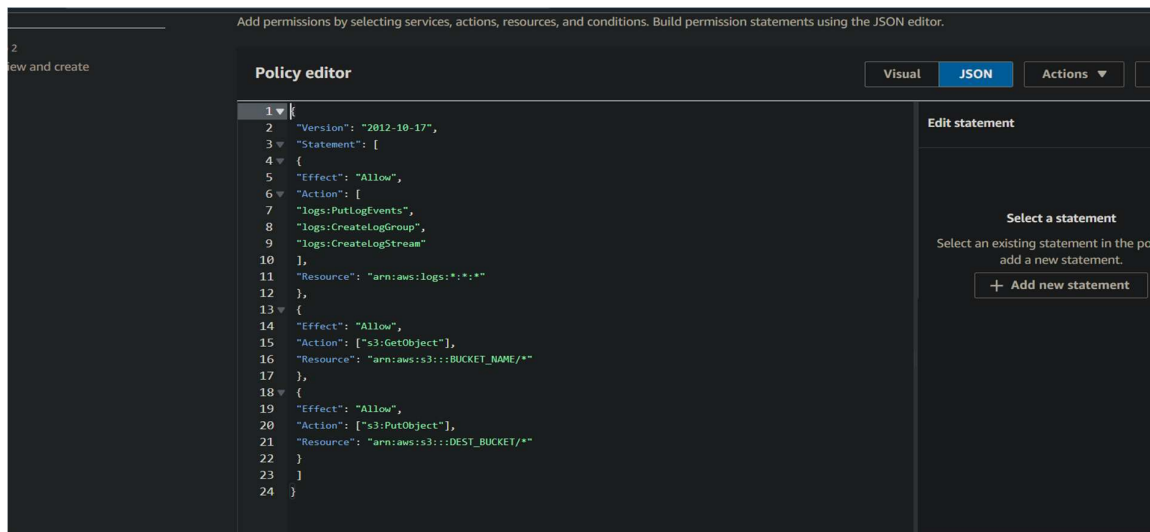 Add permissions by selecting services, actions, resources, and conditions. Build permission statements using the JSON editor.
2
iew and create
Policy editor
Visual
JSON
Actions ▼
1 {
2 "Version": "2012-10-17",
3 "Statement": [
4 {
5 "Effect": "Allow",
6 "Action": [
7 "logs:PutLogEvents",
8 "logs:CreateLogGroup",
9 "logs:CreateLogStream"
10 ],
11 "Resource": "arn:aws:logs:*:*:*"
12 },
13 {
14 "Effect": "Allow",
15 "Action": ["s3:GetObject"],
16 "Resource": "arn:aws:s3:::BUCKET_NAME/*"
17 },
18 {
19 "Effect": "Allow",
20 "Action": ["s3:PutObject"],
21 "Resource": "arn:aws:s3:::DEST_BUCKET/*"
22 }
23 ]
24 }
Edit statement
Select a statement
Select an existing statement in the po
add a new statement.
+ Add new statement